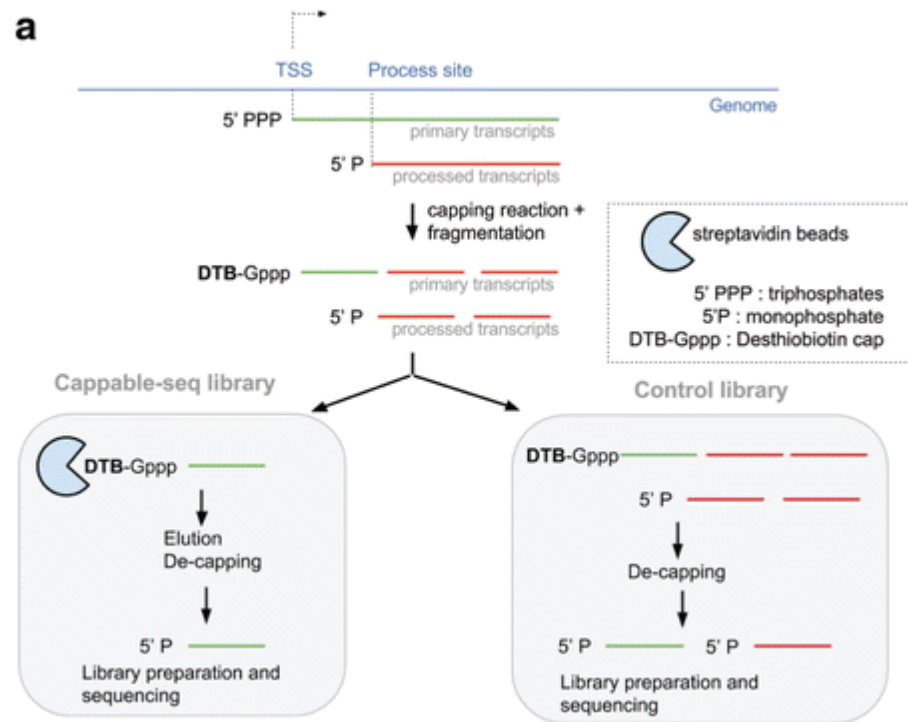 a
TSS
Process site
Genome
5' PPP
primary transcripts
5' P
processed transcripts
capping reaction +
fragmentation
streptavidin beads
5' PPP : triphosphates
5'P : monophosphate
DTB-Gppp : Desthiobiotin cap
DTB-Gppp
primary transcripts
5' P
processed transcripts
Cappable-seq library
DTB-Gppp
Elution
De-capping
5' P
Library preparation and
sequencing
Control library
DTB-Gppp
5' P
De-capping
5' P
5' P
Library preparation and
sequencing